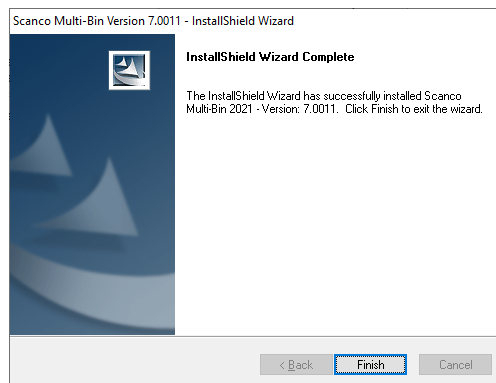 Scanco Multi-Bin Version 7.0011 - InstallShield Wizard
InstallShield Wizard Complete
The InstallShield Wizard has successfully installed Scanco
Multi-Bin 2021 - Version: 7.0011.  Click Finish to exit the wizard.
< Back
Finish
Cancel